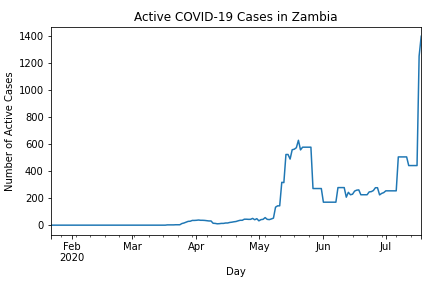 Active COVID-19 Cases in Zambia
1400
1200
1000
800
600
400
200
0
Number of Active Cases
Feb
2020
Mar
Apr
May
Jun
Jul
Day